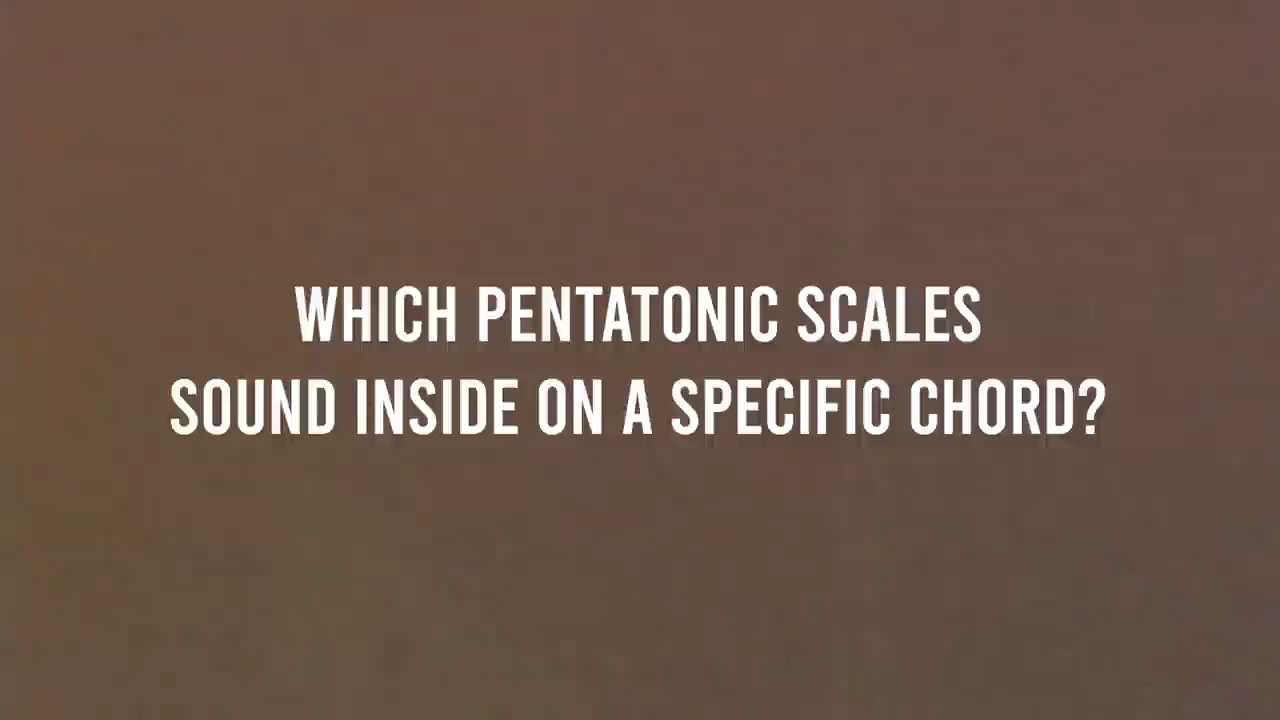 WHICH PENTATONIC SCALES
SOUND INSIDE ON A SPECIFIC CHORD?